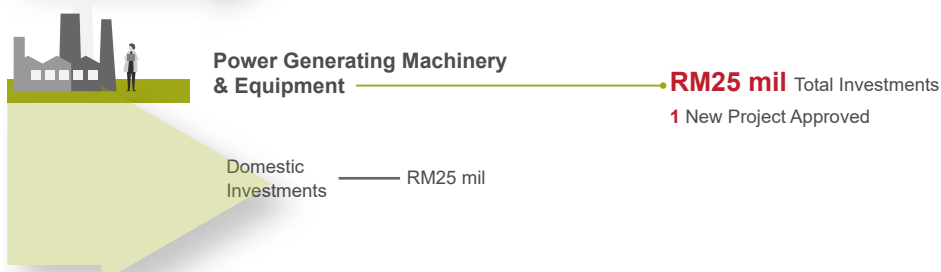 Power Generating Machinery
& Equipment
RM25 mil Total Investments
1 New Project Approved
Domestic
Investments
RM25 mil